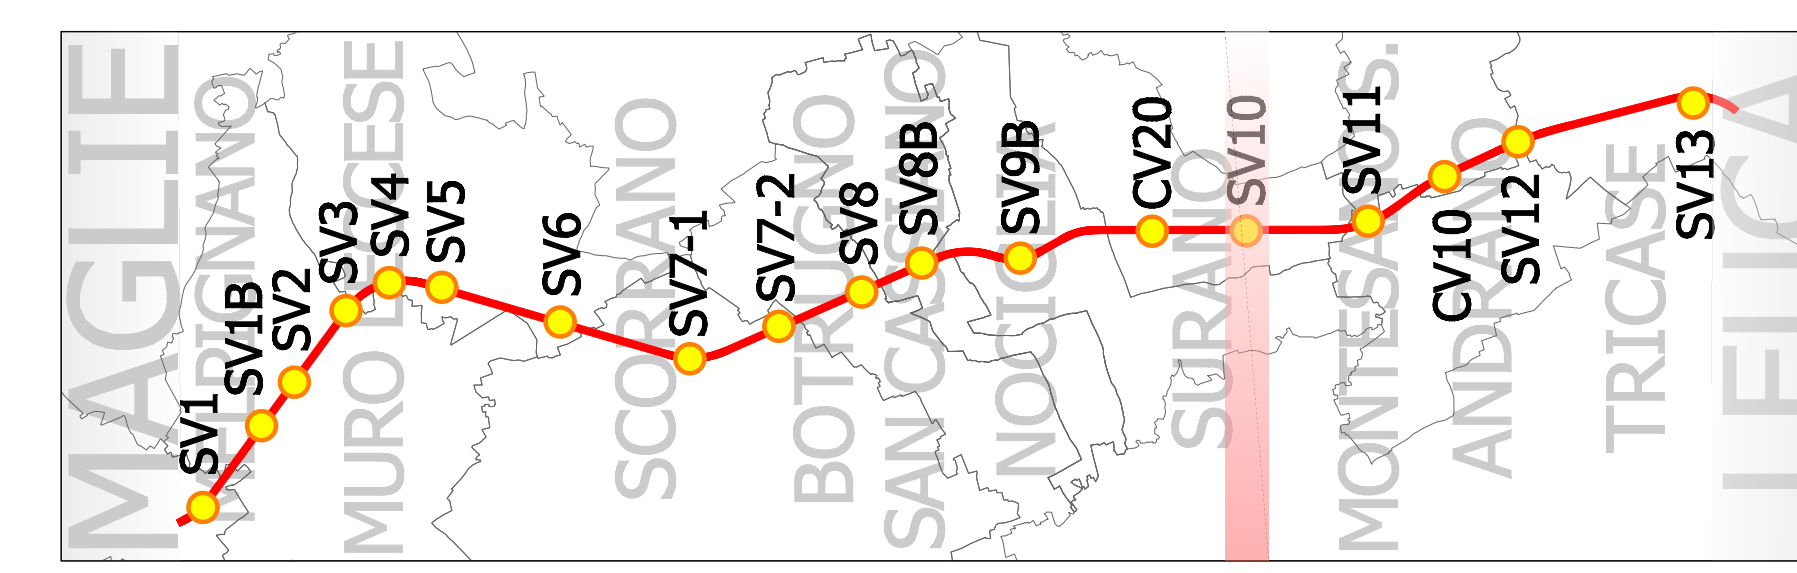 MAGLIE
MELPIGNANO
MURO LECCESE
SCORRANO
BOTRUGNO
SAN CASSIANO
NOCIGLIA
SURANO
MONTESANO S.
ANDRANO
TRICASE
SV1
SV1B
SV2
SV3
SV4
SV5
SV6
SV7-1
SV7-2
SV8
SV8B
SV9B
CV20
SV10
SV11
CV10
SV12
SV13